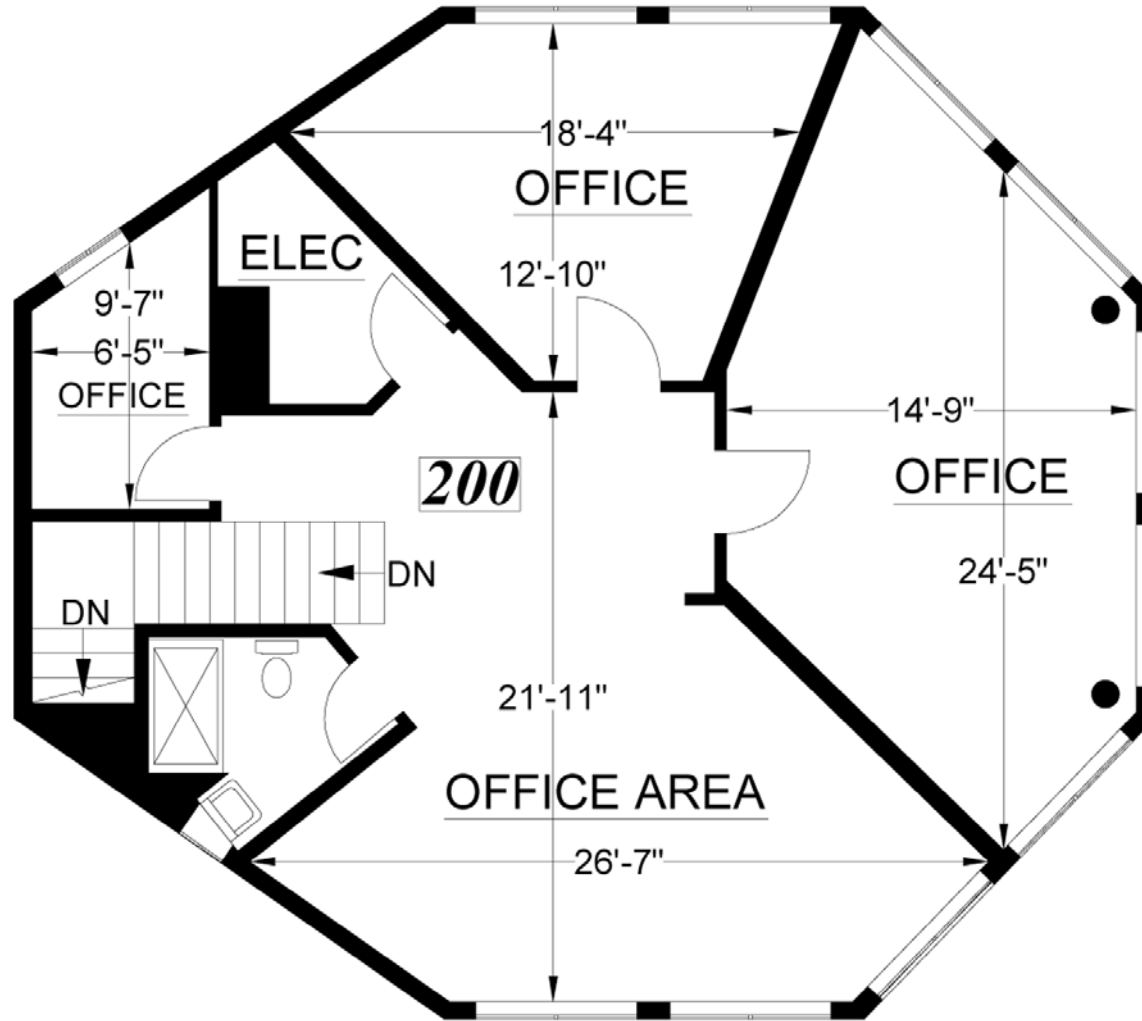 18'-4"
OFFICE
12'-10"
ELEC
9'-7"
6'-5"
OFFICE
14'-9"
OFFICE
24'-5"
200
DN
DN
21'-11"
OFFICE AREA
26'-7"